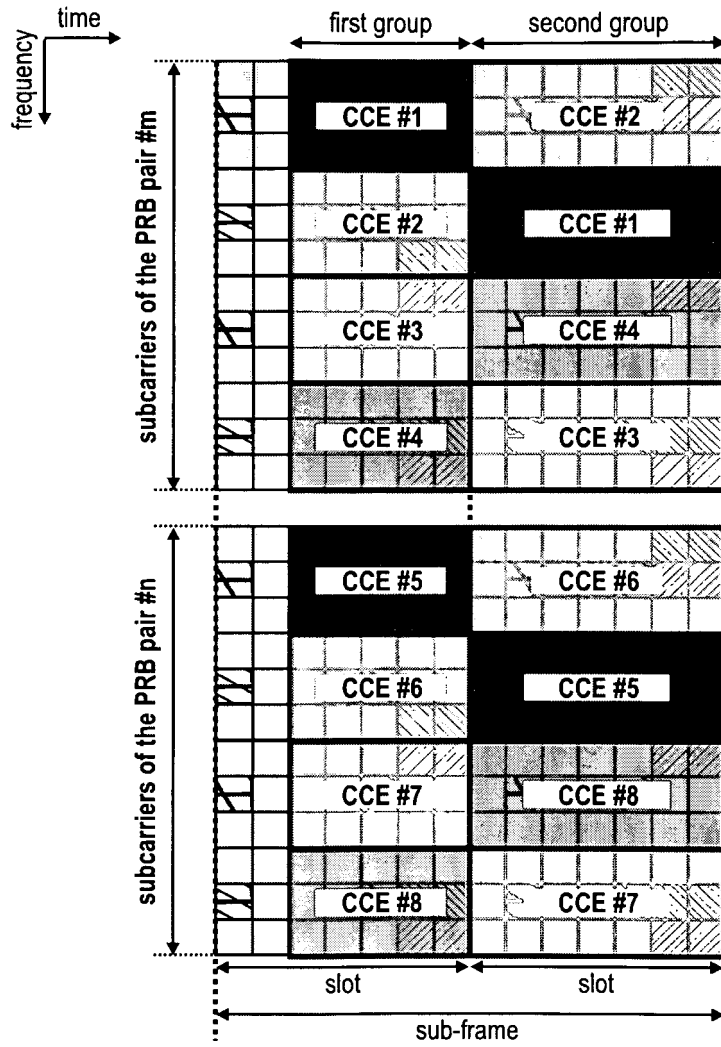 time
frequency
first group
second group
subcarriers of the PRB pair #m
CCE #1
CCE #2
CCE #2
CCE #1
CCE #3
CCE #4
CCE #4
CCE #3
subcarriers of the PRB pair #n
CCE #5
CCE #6
CCE #6
CCE #5
CCE #7
CCE #8
CCE #8
CCE #7
slot
slot
sub-frame